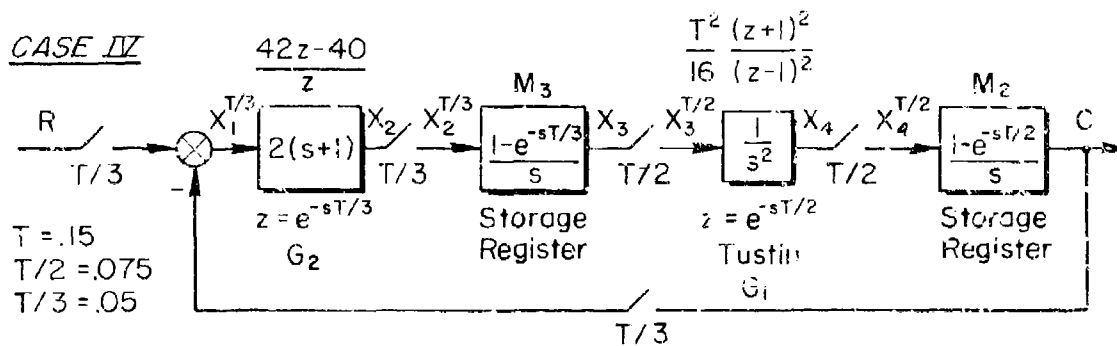 CASE IV
42z-40
z
T² (z+1)²
16 (z-1)²
M₃
M₂
R
T/3
X₁^T/3
2(s+1)
X₂
T/3
X₂^T/3
1-e^-sT/3
s
X₃
T/2
X₃^T/2
1
s²
X₄
T/2
X₄^T/2
1-e^-sT/2
s
C
-
z = e^-sT/3
G₂
Storage
Register
z = e^-sT/2
Tustin
G₁
Storage
Register
T = .15
T/2 = .075
T/3 = .05
T/3